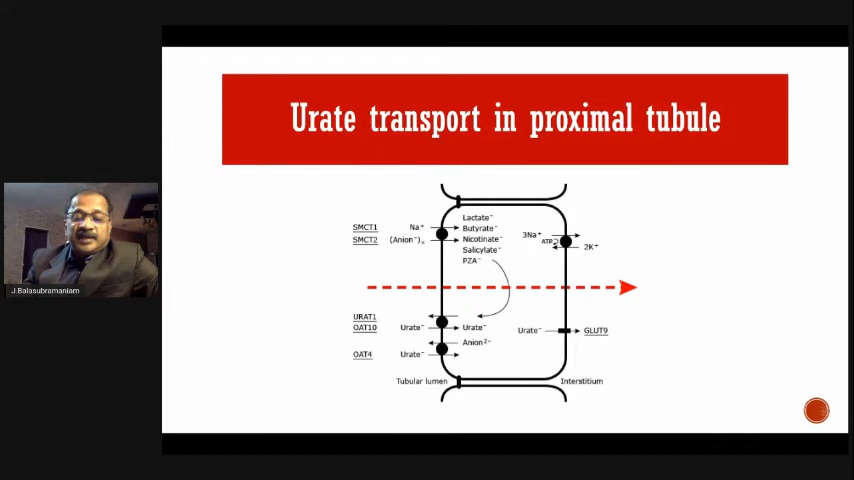 Urate transport in proximal tubule
SMCT1 Na⁺ Lactate⁻
Butyrate⁻
SMCT2 (Anion⁻)ₓ Nicotinate⁻
Salicylate⁻
PZA⁻
3Na⁺
ATP
2K⁺
URAT1
OAT10 Urate⁻ Urate⁻
Urate⁻ GLUT9
Anion²⁻
OAT4 Urate⁻
Tubular lumen Interstitium
J.Balasubramaniam